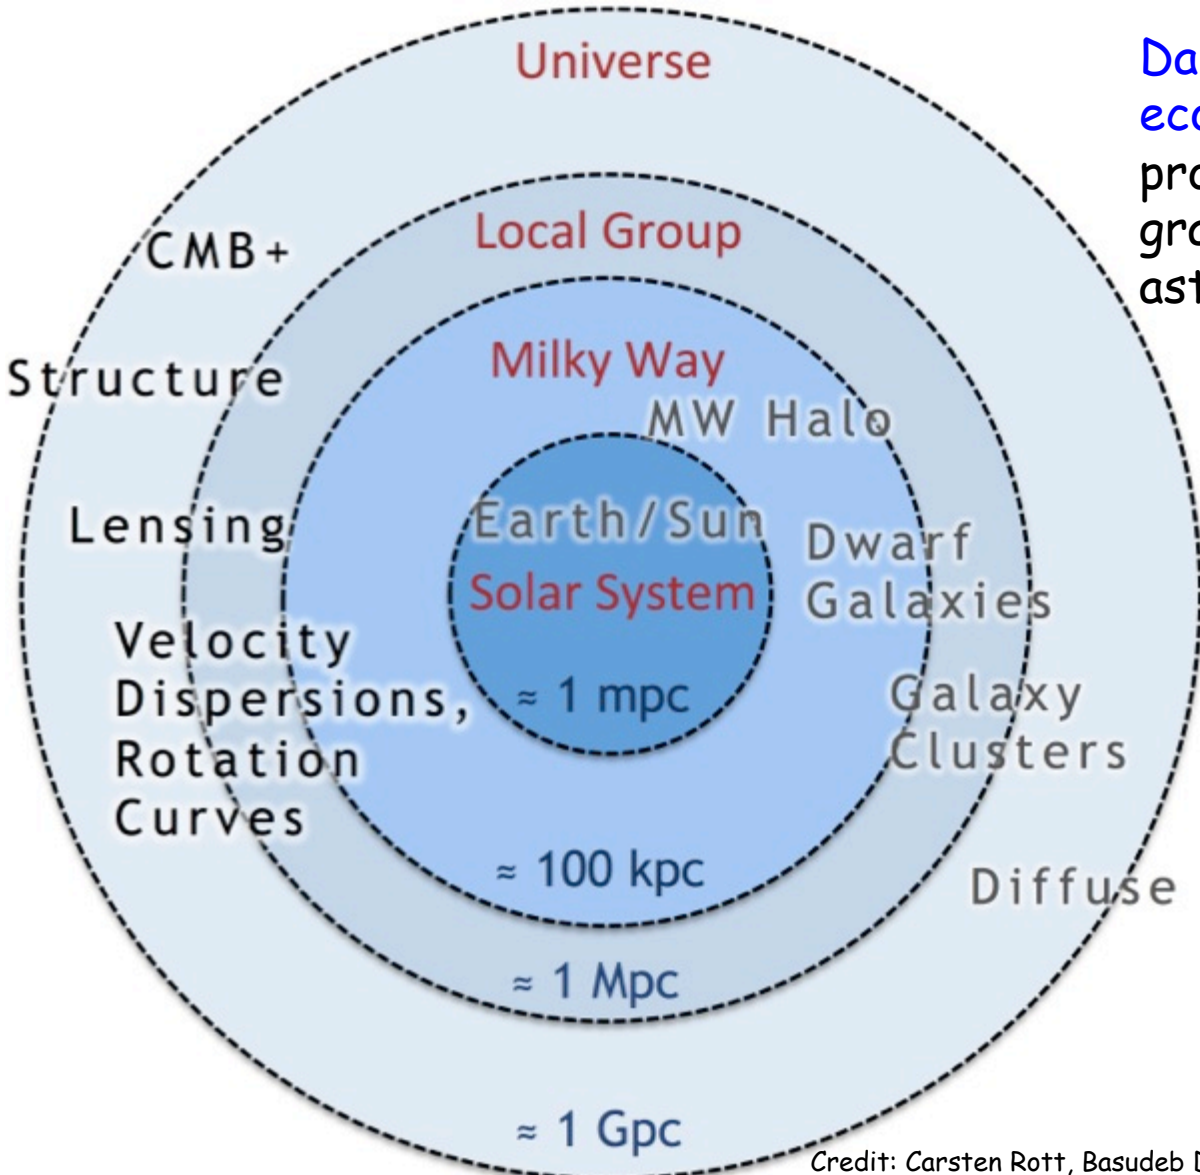 Universe
Local Group
CMB+
Structure
Milky Way
MW Halo
Lensing
Earth/Sun
Solar System
Dwarf
Galaxies
Velocity
Dispersions,
Rotation
Curves
≈ 1 mpc
Galaxy
Clusters
≈ 100 kpc
Diffuse
≈ 1 Mpc
≈ 1 Gpc
Credit: Carsten Rott, Basudeb